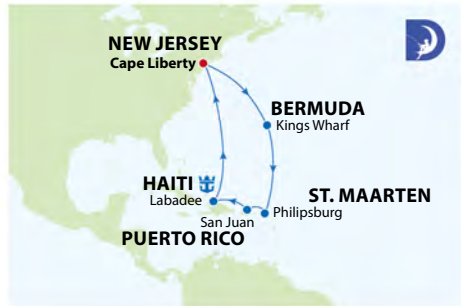 NEW JERSEY
Cape Liberty
BERMUDA
Kings Wharf
HAITI
Labadee
ST. MAARTEN
Philipsburg
San Juan
PUERTO RICO